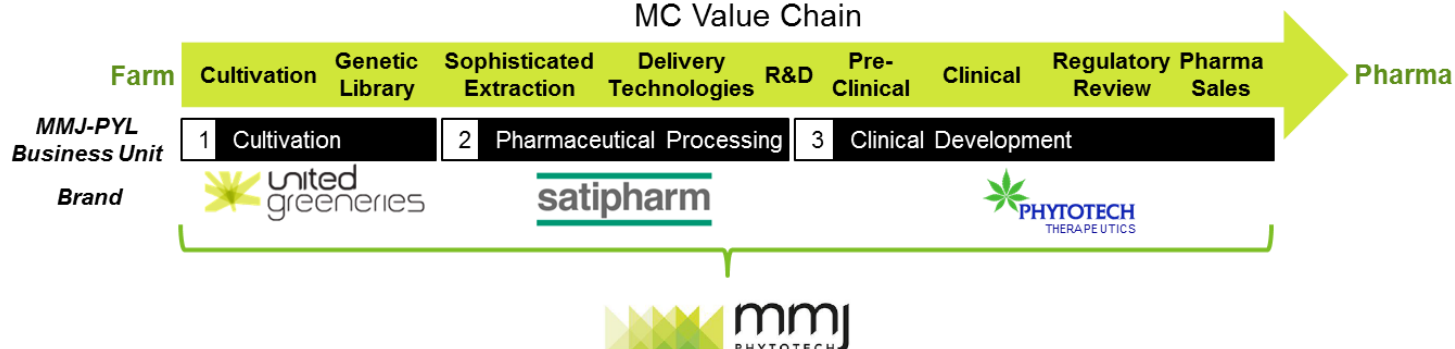 MC Value Chain
Farm
Cultivation
Genetic
Library
Sophisticated
Extraction
Delivery
Technologies
R&D
Pre-
Clinical
Clinical
Regulatory
Review
Pharma
Sales
Pharma
MMJ-PYL
Business Unit
1 Cultivation
2 Pharmaceutical Processing
3 Clinical Development
Brand
united
greeneries
satipharm
PHYTOTECH
THERAPEUTICS
mmj
PHYTOTECH